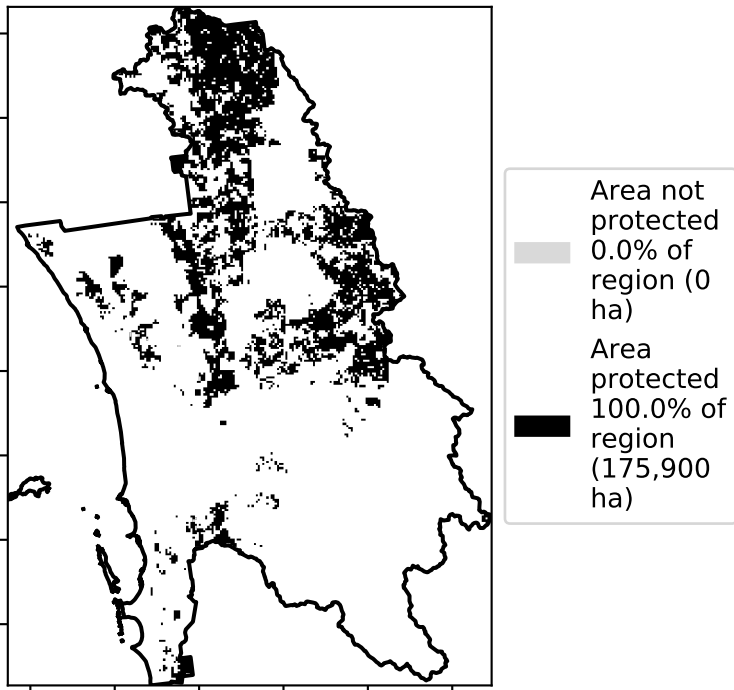 Area not
protected
0.0% of
region (0
ha)
Area
protected
100.0% of
region
(175,900
ha)